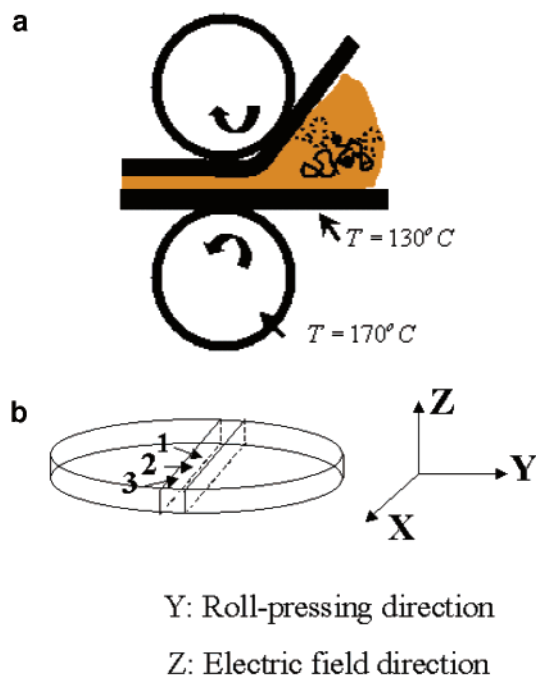 a
T = 130° C
T = 170° C
b
1
2
3
Z
Y
X
Y: Roll-pressing direction
Z: Electric field direction